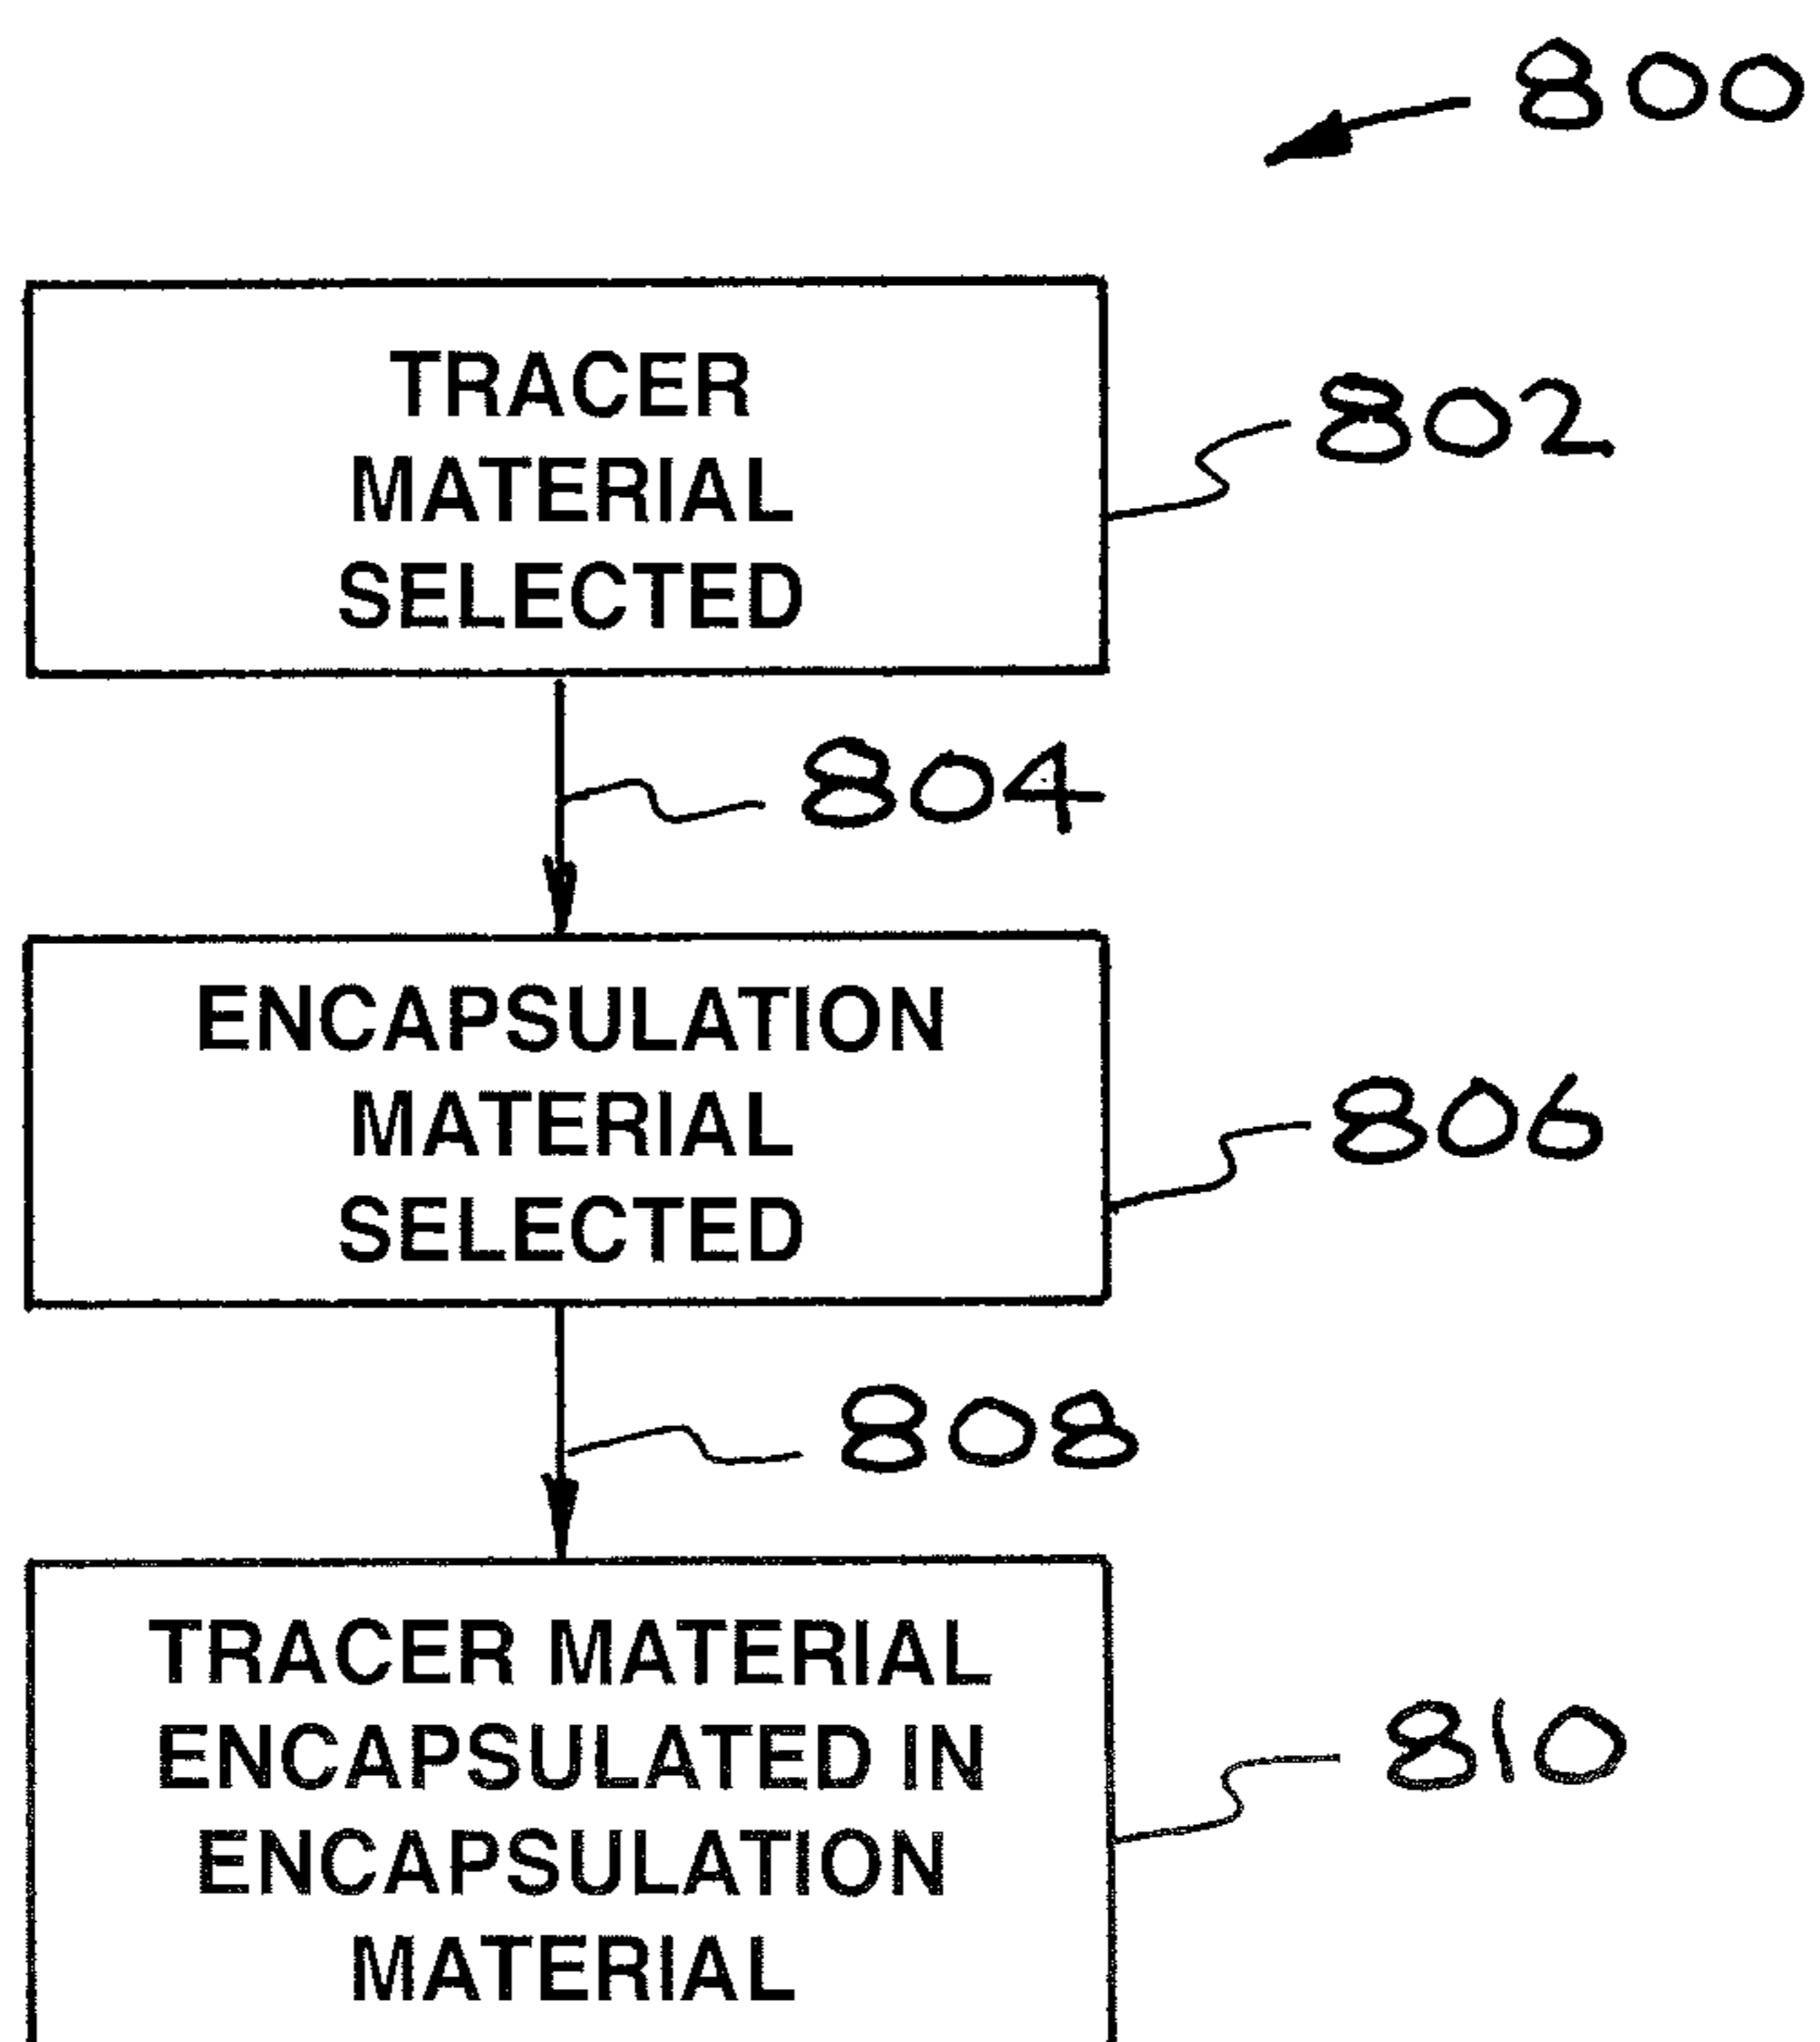 800
TRACER
MATERIAL
SELECTED
802
804
ENCAPSULATION
MATERIAL
SELECTED
806
808
TRACER MATERIAL
ENCAPSULATED IN
ENCAPSULATION
MATERIAL
810